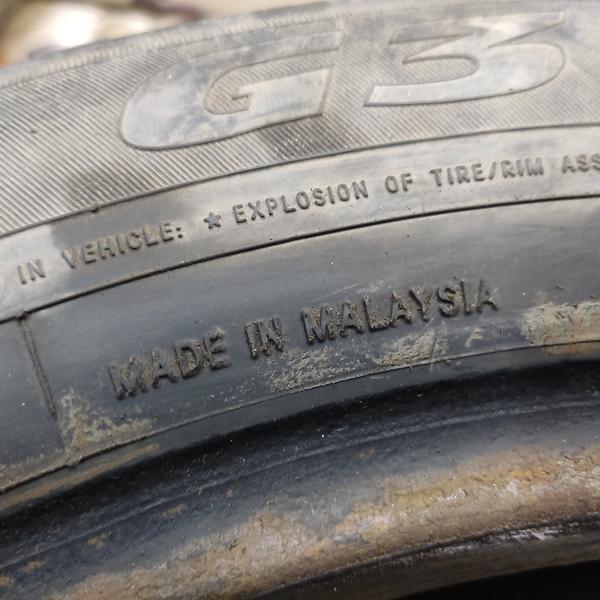 G3
IN VEHICLE: ★ EXPLOSION OF TIRE/RIM ASS
MADE IN MALAYSIA